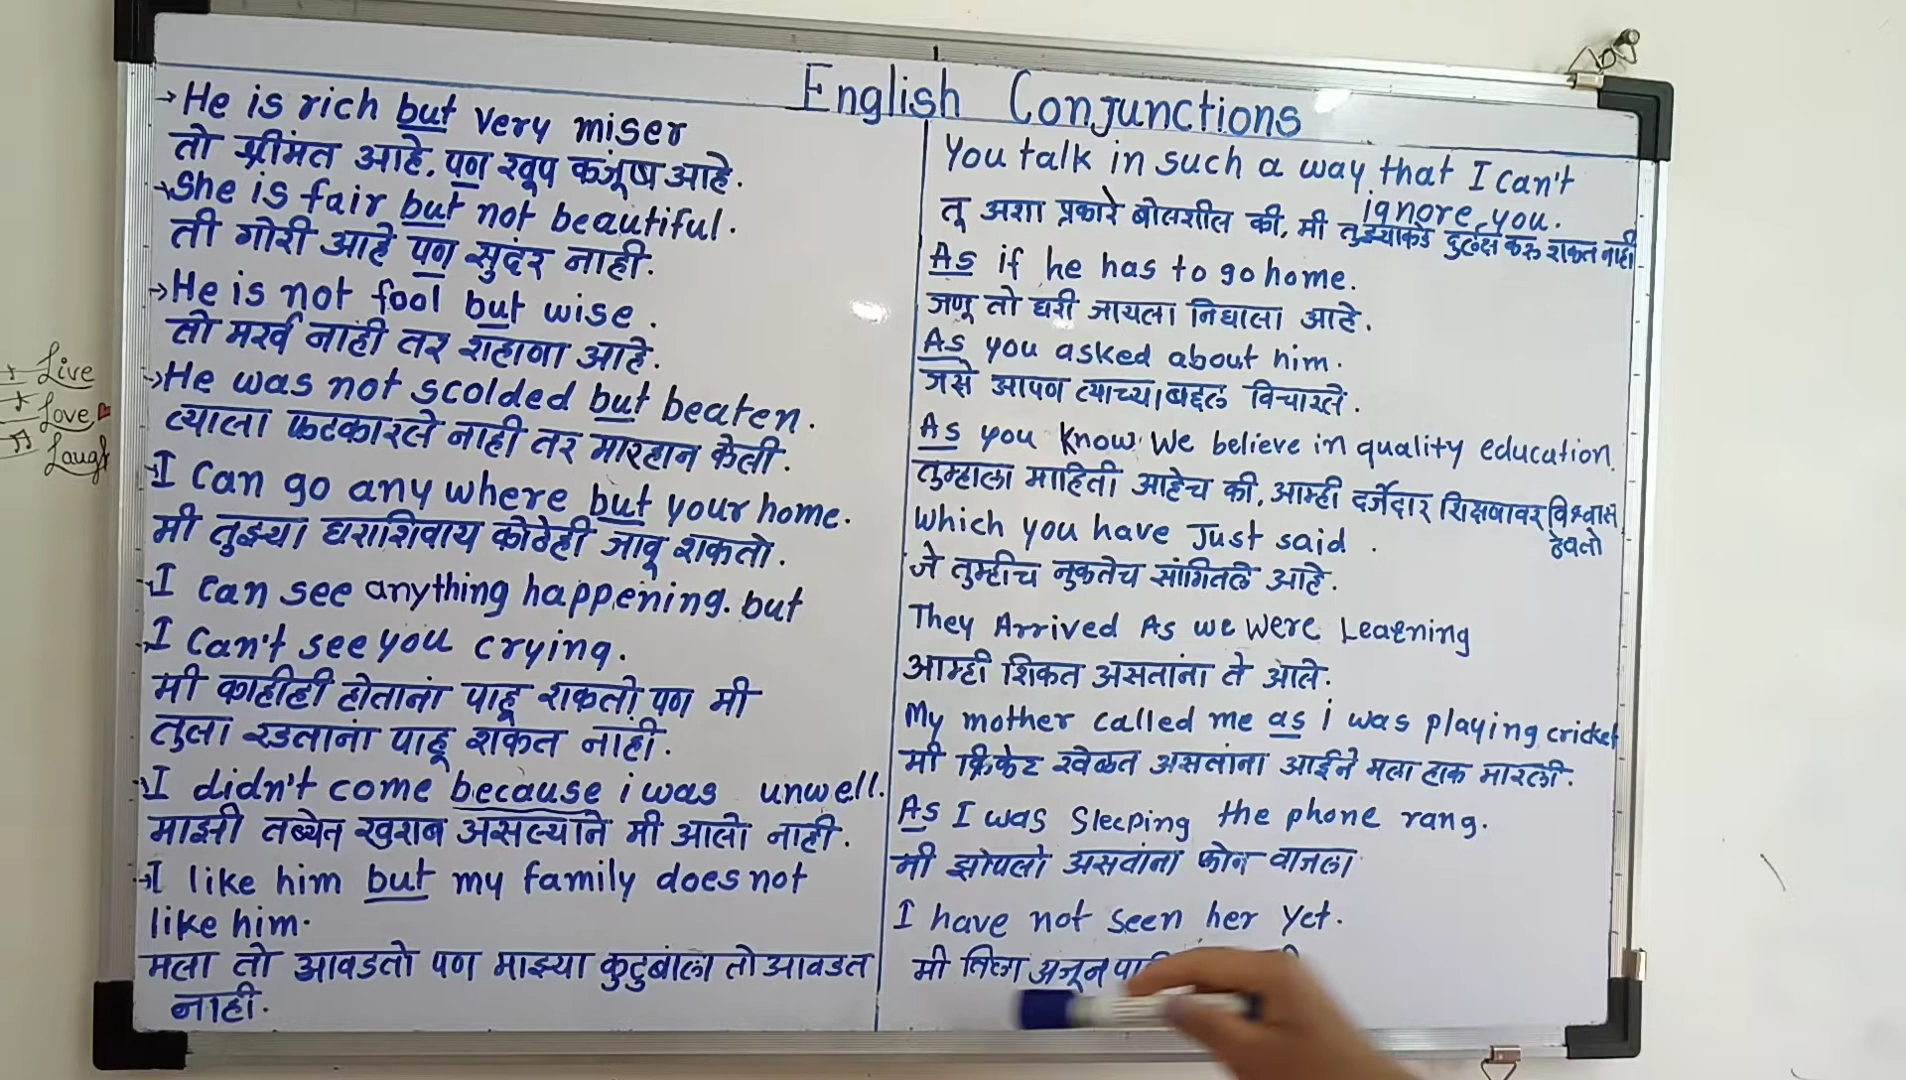 English Conjunctions
→He is rich but very miser
तो श्रीमंत आहे. पण खूप कंजूष आहे.
→She is fair but not beautiful.
ती गोरी आहे पण सुदंर नाही.
→He is not fool but wise.
तो मर्ख नाही तर शहाणा आहे.
→He was not scolded but beaten.
त्याला फटकारले नाही तर मारहान केली.
→I can go any where but your home.
मी तुझ्या घराशिवाय कोठेही जावू शकतो.
→I can see anything happening. but
→I can't see you crying.
मी काहीही होतानां पाहू शकतो पण मी
तुला रडतानां पाहू शकत नाही.
→I didn't come because i was unwell.
माझी तब्येत खराब असल्याने मी आलो नाही.
→I like him but my family does not
like him.
मला तो आवडतो पण माझ्या कुटुबांला तो आवडत
नाही.
You talk in such a way that I can't
ignore you.
तू अशा प्रकारे बोलशील की, मी तुझ्याकडे दुर्लक्ष करू शकत नाही
As if he has to go home.
जणू तो घरी जायला निघाला आहे.
As you asked about him.
जसे आपण त्याच्याबद्दल विचारले.
As you know We believe in quality education.
तुम्हाला माहिती आहेच की, आम्ही दर्जेदार शिक्षणावर विश्वास
ठेवतो
Which you have Just said.
जे तुम्हीच नुकतेच सांगितले आहे.
They Arrived As we were Learning
आम्ही शिकत असतांना ते आले.
My mother called me as i was playing cricket
मी क्रिकेट खेळत असतांना आईने मला हाक मारली.
As I was Sleeping the phone rang.
मी झोपलो असतांना फोन वाजला
I have not seen her Yet.
मी तिला अजून
Live
Love
Laugh